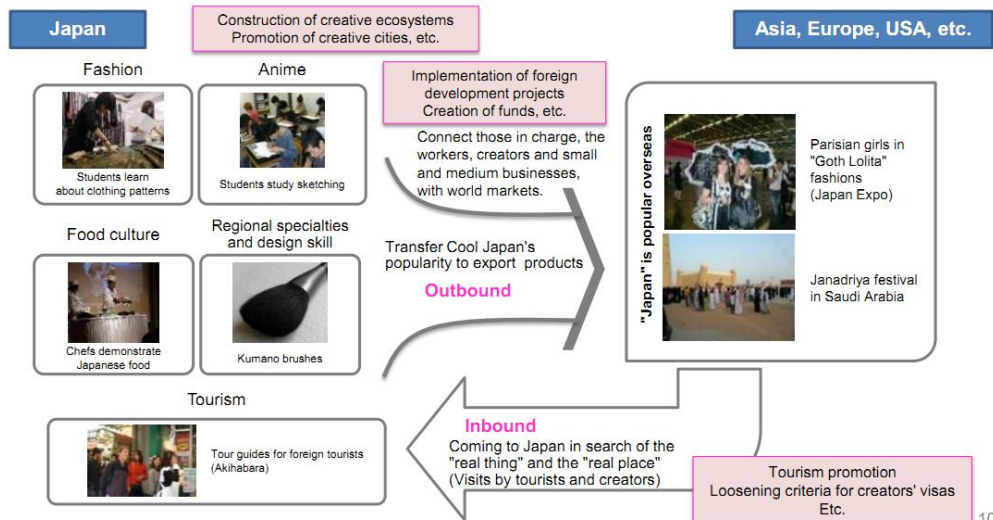 Japan
Construction of creative ecosystems
Promotion of creative cities, etc.
Asia, Europe, USA, etc.
Fashion
Students learn
about clothing patterns
Anime
Students study sketching
Implementation of foreign
development projects
Creation of funds, etc.
Connect those in charge, the
workers, creators and small
and medium businesses,
with world markets.
Food culture
Chefs demonstrate
Japanese food
Regional specialties
and design skill
Kumano brushes
Transfer Cool Japan's
popularity to export products
Outbound
"Japan" is popular overseas
Parisian girls in
"Goth Lolita"
fashions
(Japan Expo)
Janadriya festival
in Saudi Arabia
Tourism
Tour guides for foreign tourists
(Akihabara)
Inbound
Coming to Japan in search of the
"real thing" and the "real place"
(Visits by tourists and creators)
Tourism promotion
Loosening criteria for creators' visas
Etc.